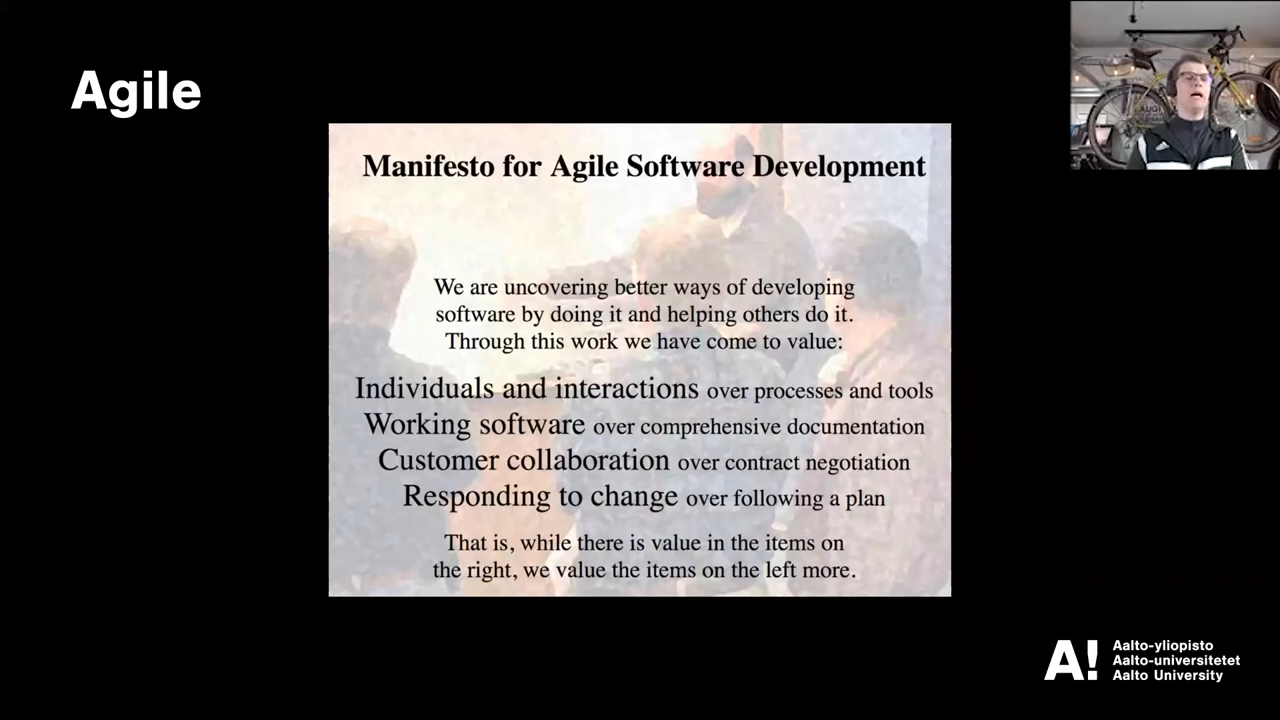 Agile
Manifesto for Agile Software Development
We are uncovering better ways of developing
software by doing it and helping others do it.
Through this work we have come to value:
Individuals and interactions over processes and tools
Working software over comprehensive documentation
Customer collaboration over contract negotiation
Responding to change over following a plan
That is, while there is value in the items on
the right, we value the items on the left more.
A!
Aalto-yliopisto
Aalto-universitetet
Aalto University